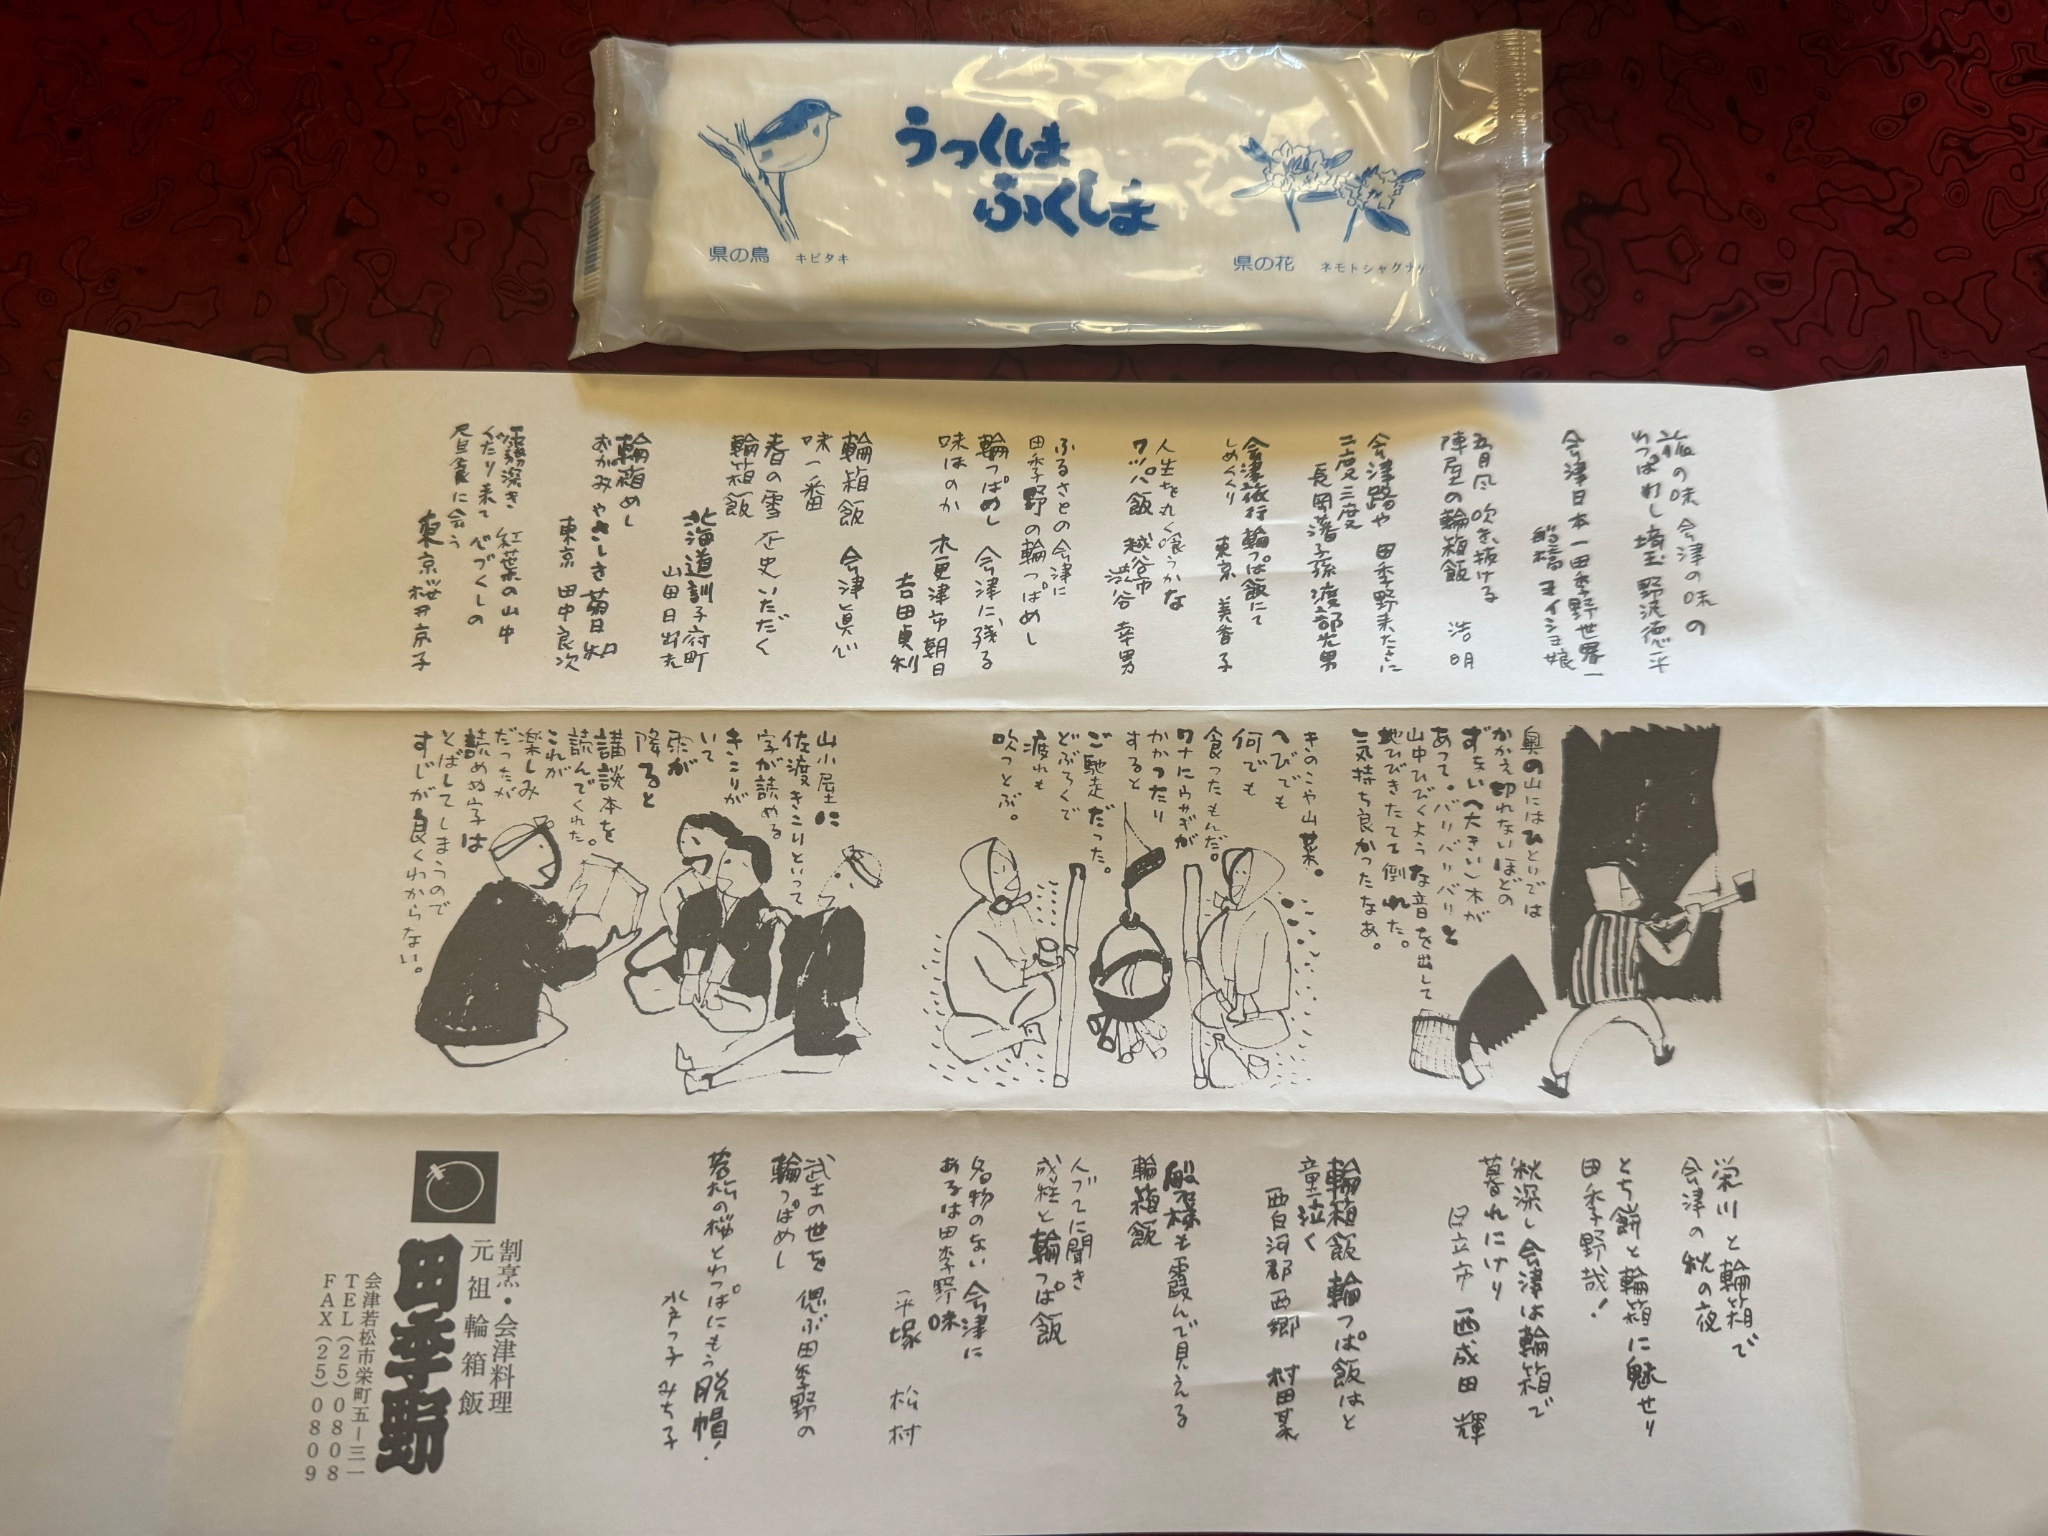 うつくしま
ふくしま
県の鳥 キビタキ
県の花 ネモトシャクナゲ
旅の味 会津の味の
わっぱめし 埼玉 野沢徳平
会津日本一田季野世界一
船橋 ヨイショ娘
五月風 吹き抜ける
陣屋の輪箱飯 浩明
会津路や 田季野来たさに
二度三度
長岡藩子孫 渡部光男
会津旅行 輪っぱ飯にて
しめくくり 東京 美香子
人生を丸く喰うかな
ワッパ飯 越谷市
渋谷 幸男
ふるさとの会津に
田季野の輪っぱめし
輪っぱめし 会津に残る
味ほのか 木更津市朝日
吉田貞利
輪箱飯 会津真心
味一番
春の雪 歴史いただく
輪箱飯
北海道訓子府町
山田日出夫
輪箱めし
おがみやさしき菊日和
東京 田中良次
霧深き 紅葉の山中
くだり来て 心づくしの
昼食に会う
東京 桜井京子
奥の山にはひとりでは
かかえ切れないほどの
ずない〈大きい〉木が
あって・バリバリバリと
山中ひびくような音を出して
地ひびきたてて倒れた。
気持ち良かったなあ。
きのこや山菜。
へびでも
何でも
食ったもんだ。
ワナにウサギが
かかったり
すると
ご馳走だった。
どぶろくで
疲れも
吹っとぶ。
山小屋に
佐渡きこりといって
字が読める
きこりが
いて
雨が
降ると
講談本を
読んでくれた。
これが
楽しみ
だったが
読めぬ字は
とばしてしまうので
すじが良くわからない。
栄川と輪箱で
会津の秋の夜
とち餅と輪箱に魅せり
田季野哉！
秋深し会津は輪箱で
暮れにけり
日立市 西成田 輝
輪箱飯 輪っぱ飯はと
童泣く
西白河郡西郷 村田某
殿様も霞んで見える
輪箱飯
人づてに聞き
成程と輪っぱ飯
名物のない会津に
あるは田季野味
平塚 松村
武士の世を偲ぶ田季野の
輪っぱめし
若松の桜とわっぱにもう脱帽！
水戸っ子 みち子
割烹・会津料理
元祖輪箱飯
田季野
会津若松市栄町五ー三一
TEL(25)0808
FAX(25)0809